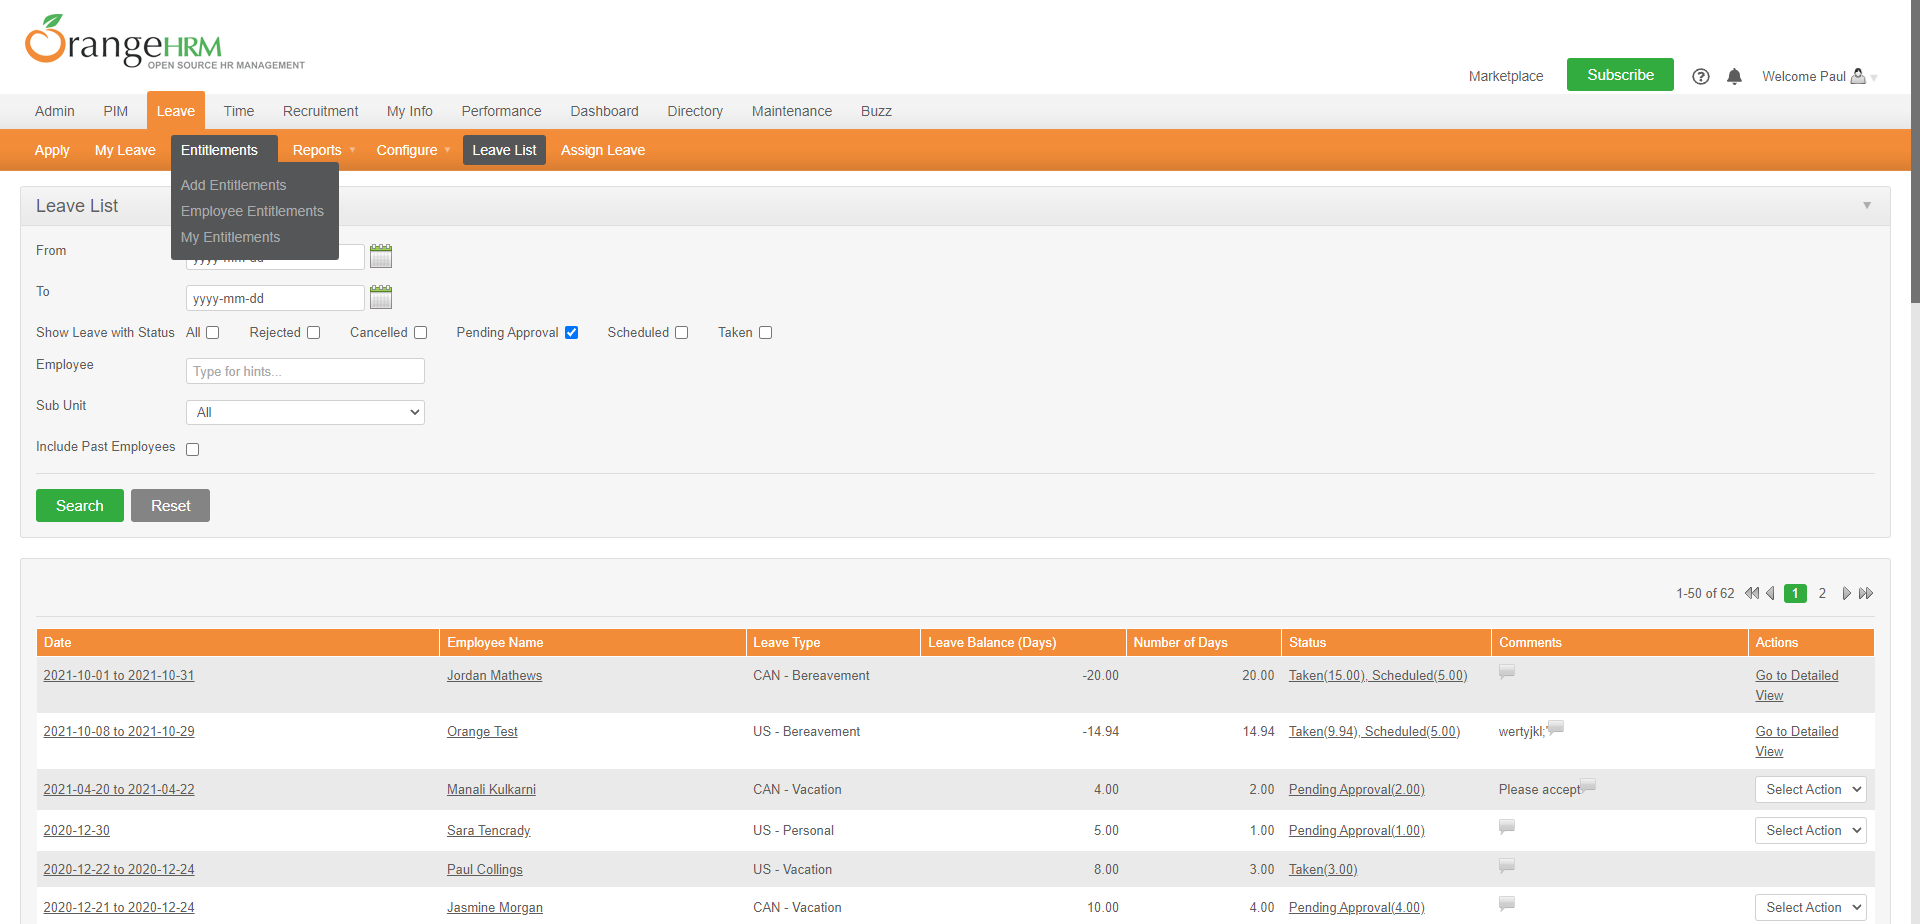 OrangeHRM
OPEN SOURCE HR MANAGEMENT
Marketplace Subscribe Welcome Paul
Admin PIM Leave Time Recruitment My Info Performance Dashboard Directory Maintenance Buzz
Apply My Leave Entitlements Reports Configure Leave List Assign Leave
Add Entitlements
Employee Entitlements
My Entitlements
Leave List
From yyyy-mm-dd
To yyyy-mm-dd
Show Leave with Status All Rejected Cancelled Pending Approval Scheduled Taken
Employee Type for hints...
Sub Unit All
Include Past Employees
Search Reset
1-50 of 62 1 2
Date Employee Name Leave Type Leave Balance (Days) Number of Days Status Comments Actions
2021-10-01 to 2021-10-31 Jordan Mathews CAN - Bereavement -20.00 20.00 Taken(15.00), Scheduled(5.00) Go to Detailed
View
2021-10-08 to 2021-10-29 Orange Test US - Bereavement -14.94 14.94 Taken(9.94), Scheduled(5.00) wertyjkl;' Go to Detailed
View
2021-04-20 to 2021-04-22 Manali Kulkarni CAN - Vacation 4.00 2.00 Pending Approval(2.00) Please accept Select Action
2020-12-30 Sara Tencrady US - Personal 5.00 1.00 Pending Approval(1.00) Select Action
2020-12-22 to 2020-12-24 Paul Collings US - Vacation 8.00 3.00 Taken(3.00)
2020-12-21 to 2020-12-24 Jasmine Morgan CAN - Vacation 10.00 4.00 Pending Approval(4.00) Select Action